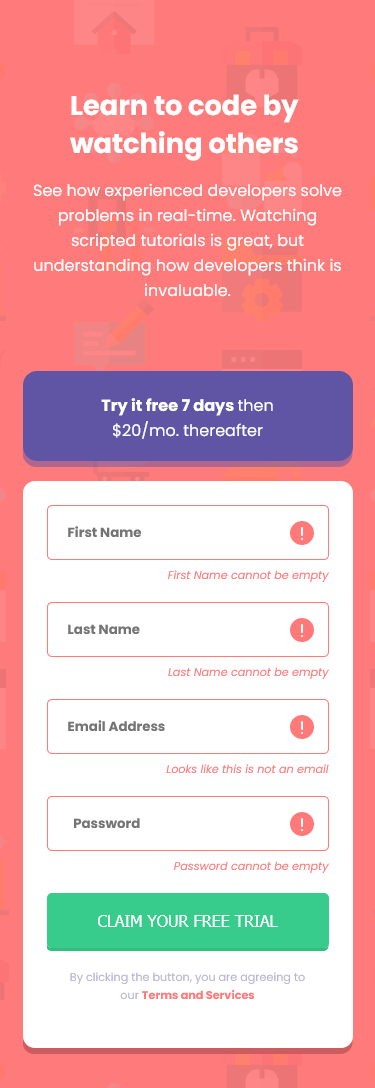 Learn to code by
watching others
See how experienced developers solve
problems in real-time. Watching
scripted tutorials is great, but
understanding how developers think is
invaluable.
Try it free 7 days then
$20/mo. thereafter
First Name
First Name cannot be empty
Last Name
Last Name cannot be empty
Email Address
Looks like this is not an email
Password
Password cannot be empty
CLAIM YOUR FREE TRIAL
By clicking the button, you are agreeing to
our Terms and Services